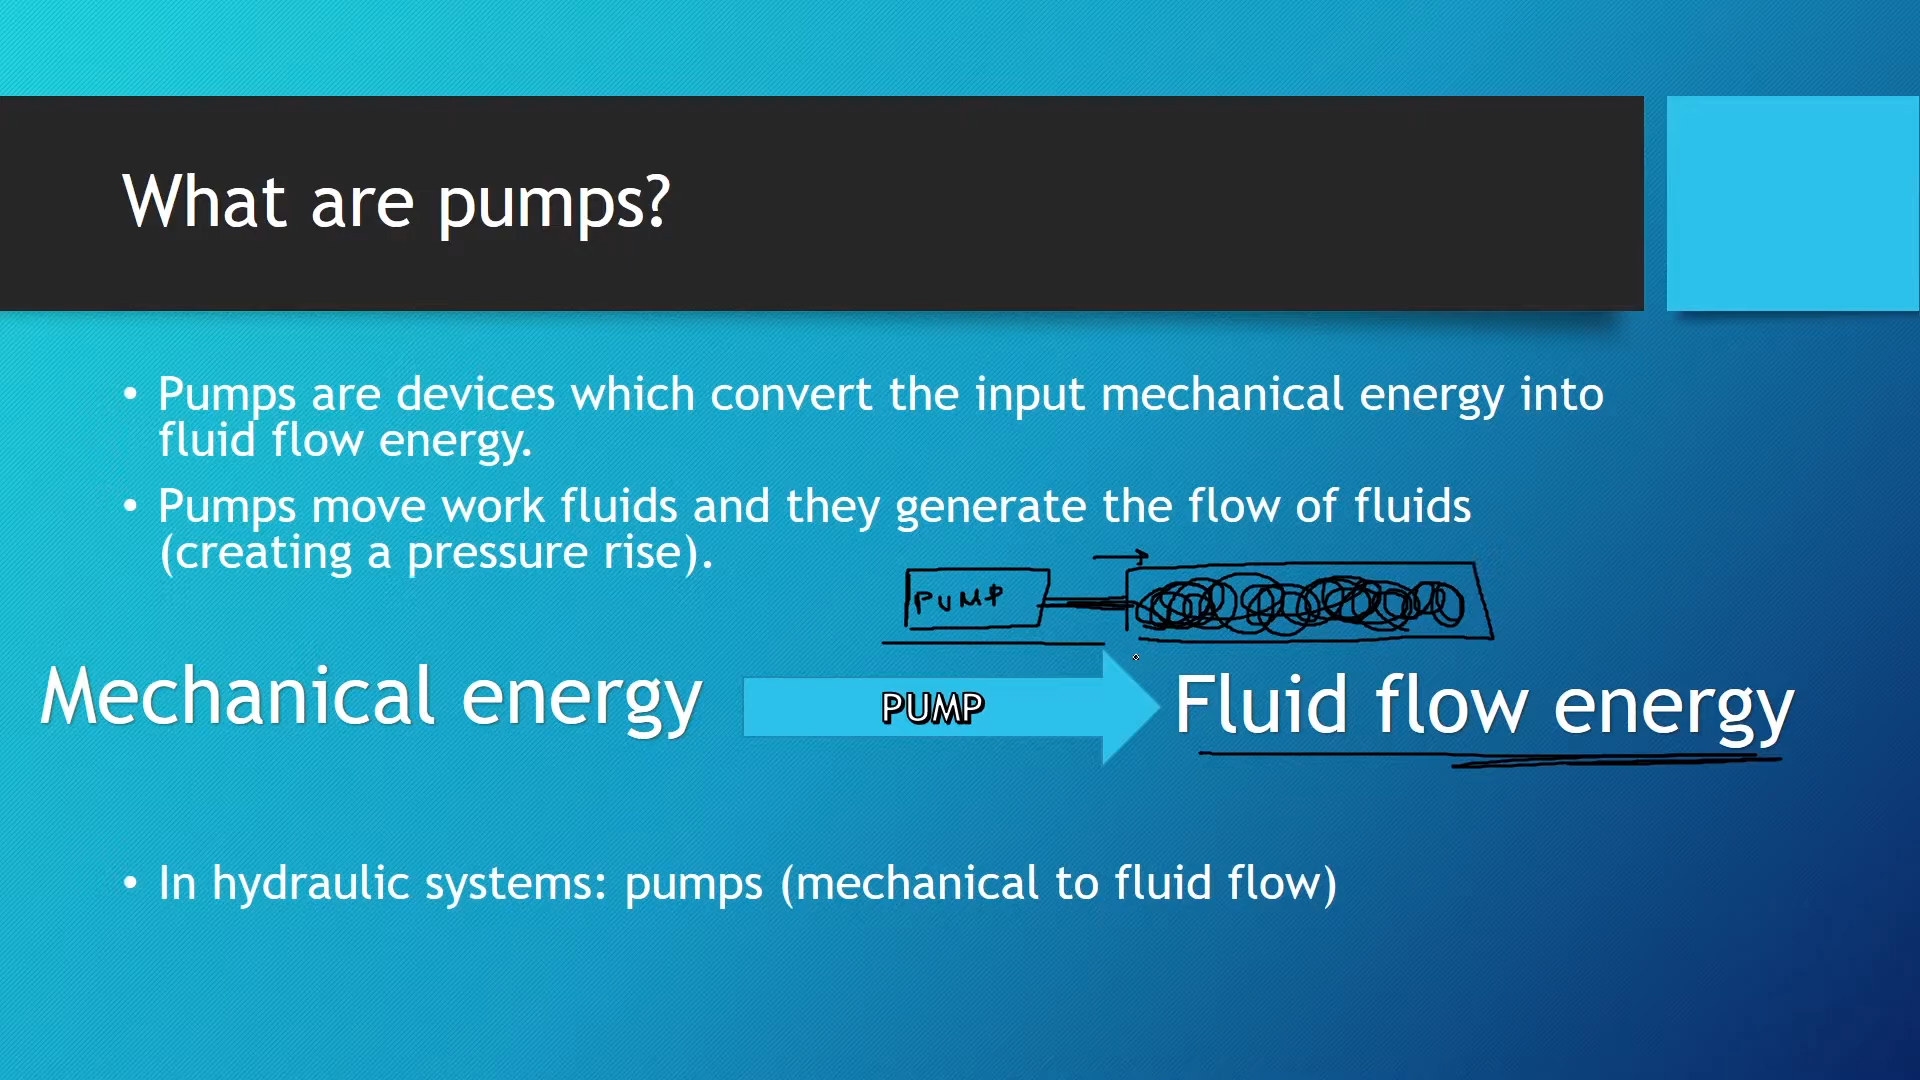 What are pumps?
• Pumps are devices which convert the input mechanical energy into
fluid flow energy.
• Pumps move work fluids and they generate the flow of fluids
(creating a pressure rise).
PUMP
Mechanical energy
PUMP
Fluid flow energy
• In hydraulic systems: pumps (mechanical to fluid flow)